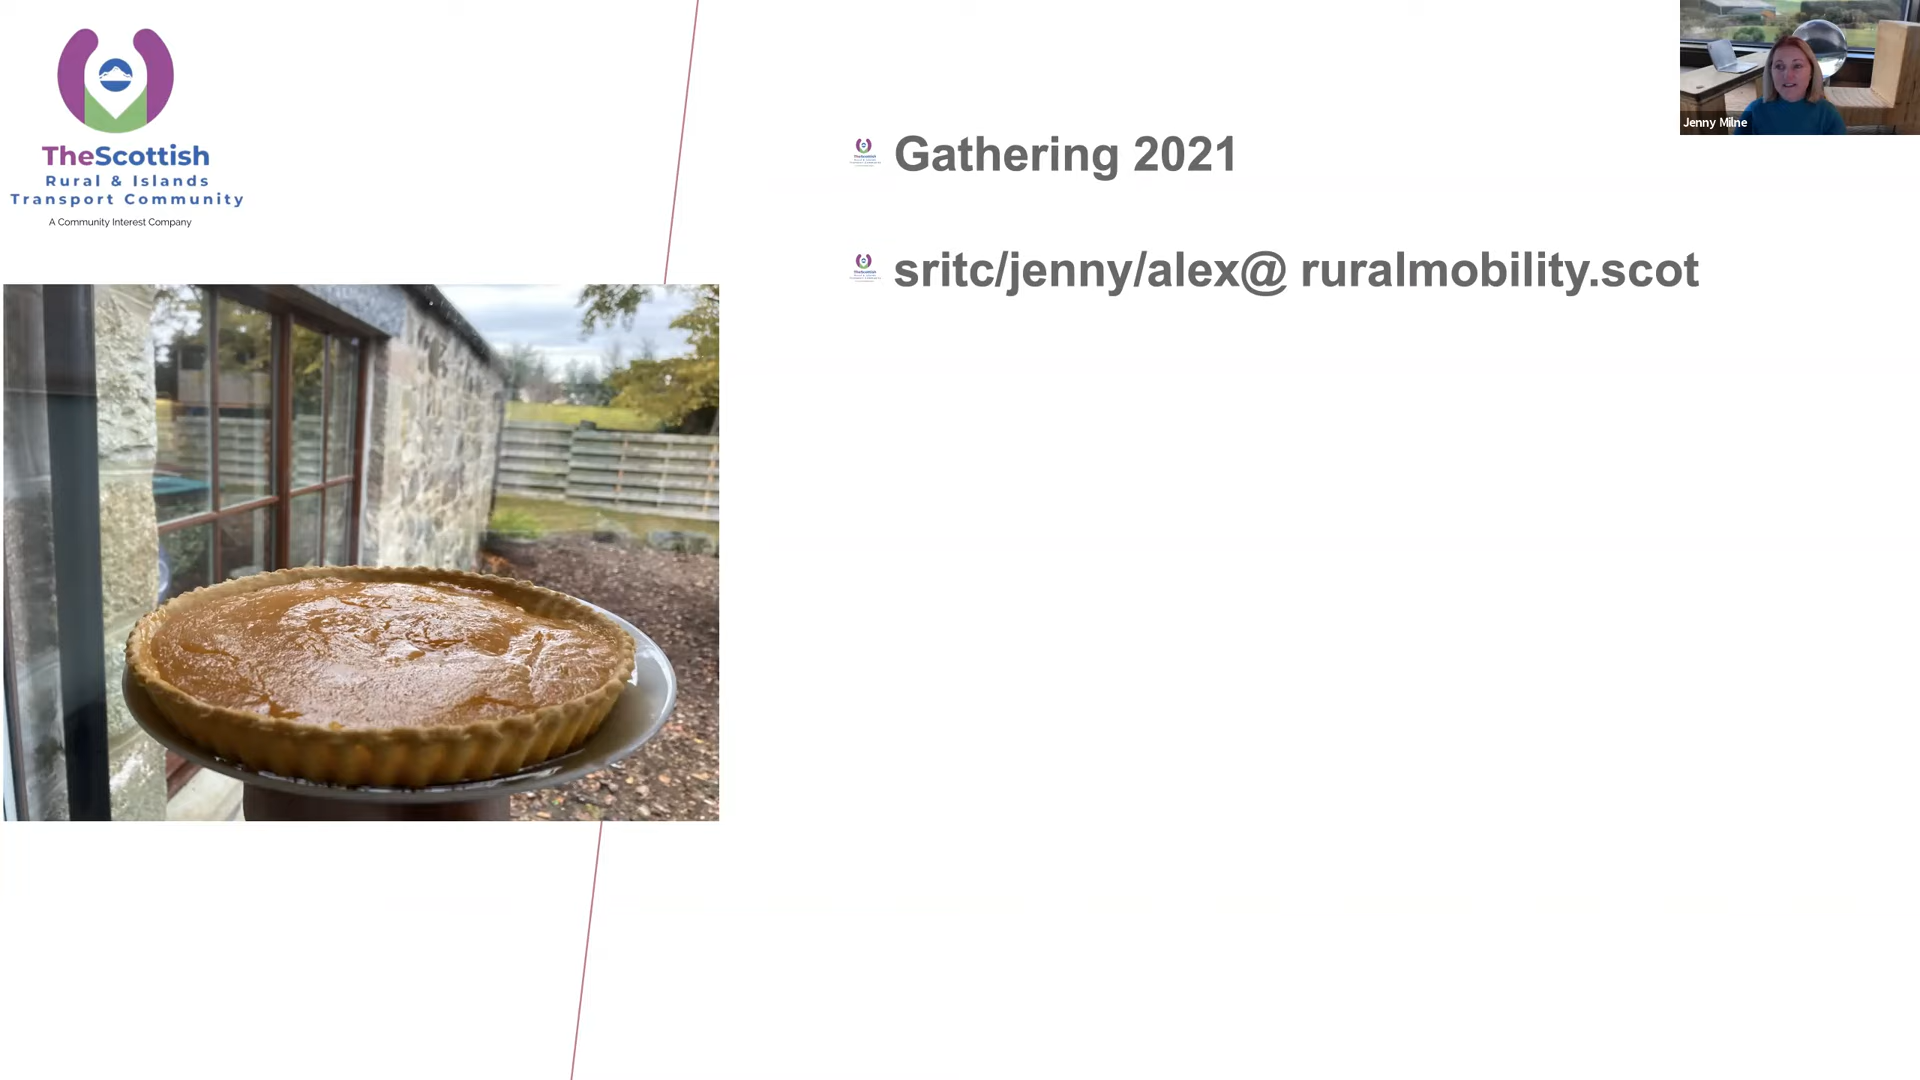 TheScottish
Rural & Islands
Transport Community
A Community Interest Company
Gathering 2021
sritc/jenny/alex@ ruralmobility.scot
Jenny Milne